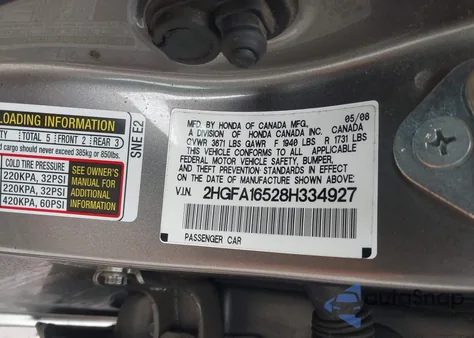 LOADING INFORMATION
TOTAL 5 FRONT 2 REAR 3
and cargo should never exceed 385kg or 850lbs.
COLD TIRE PRESSURE
220KPA, 32PSI
220KPA, 32PSI
420KPA, 60PSI
SEE OWNER'S
MANUAL FOR
ADDITIONAL
INFORMATION
SNE E2
MFD. BY HONDA OF CANADA MFG. 05/08
A DIVISION OF HONDA CANADA INC. CANADA
GVWR 3671 LBS GAWR F 1940 LBS R 1731 LBS
THIS VEHICLE CONFORMS TO ALL APPLICABLE
FEDERAL MOTOR VEHICLE SAFETY, BUMPER,
AND THEFT PREVENTION STANDARDS IN EFFECT
ON THE DATE OF MANUFACTURE SHOWN ABOVE.
V.I.N. 2HGFA16528H334927
PASSENGER CAR
autoSnap